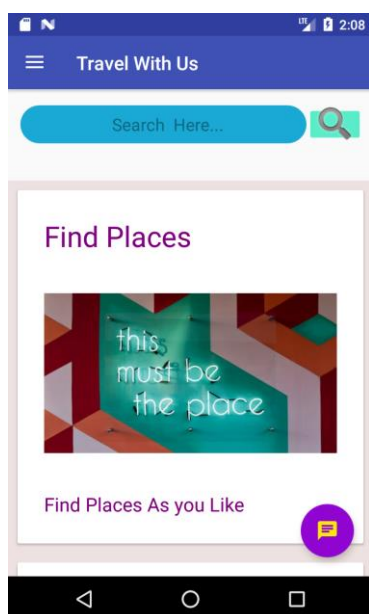 LTE 2:08
Travel With Us
Search Here...
Find Places
this
must be
the place
Find Places As you Like